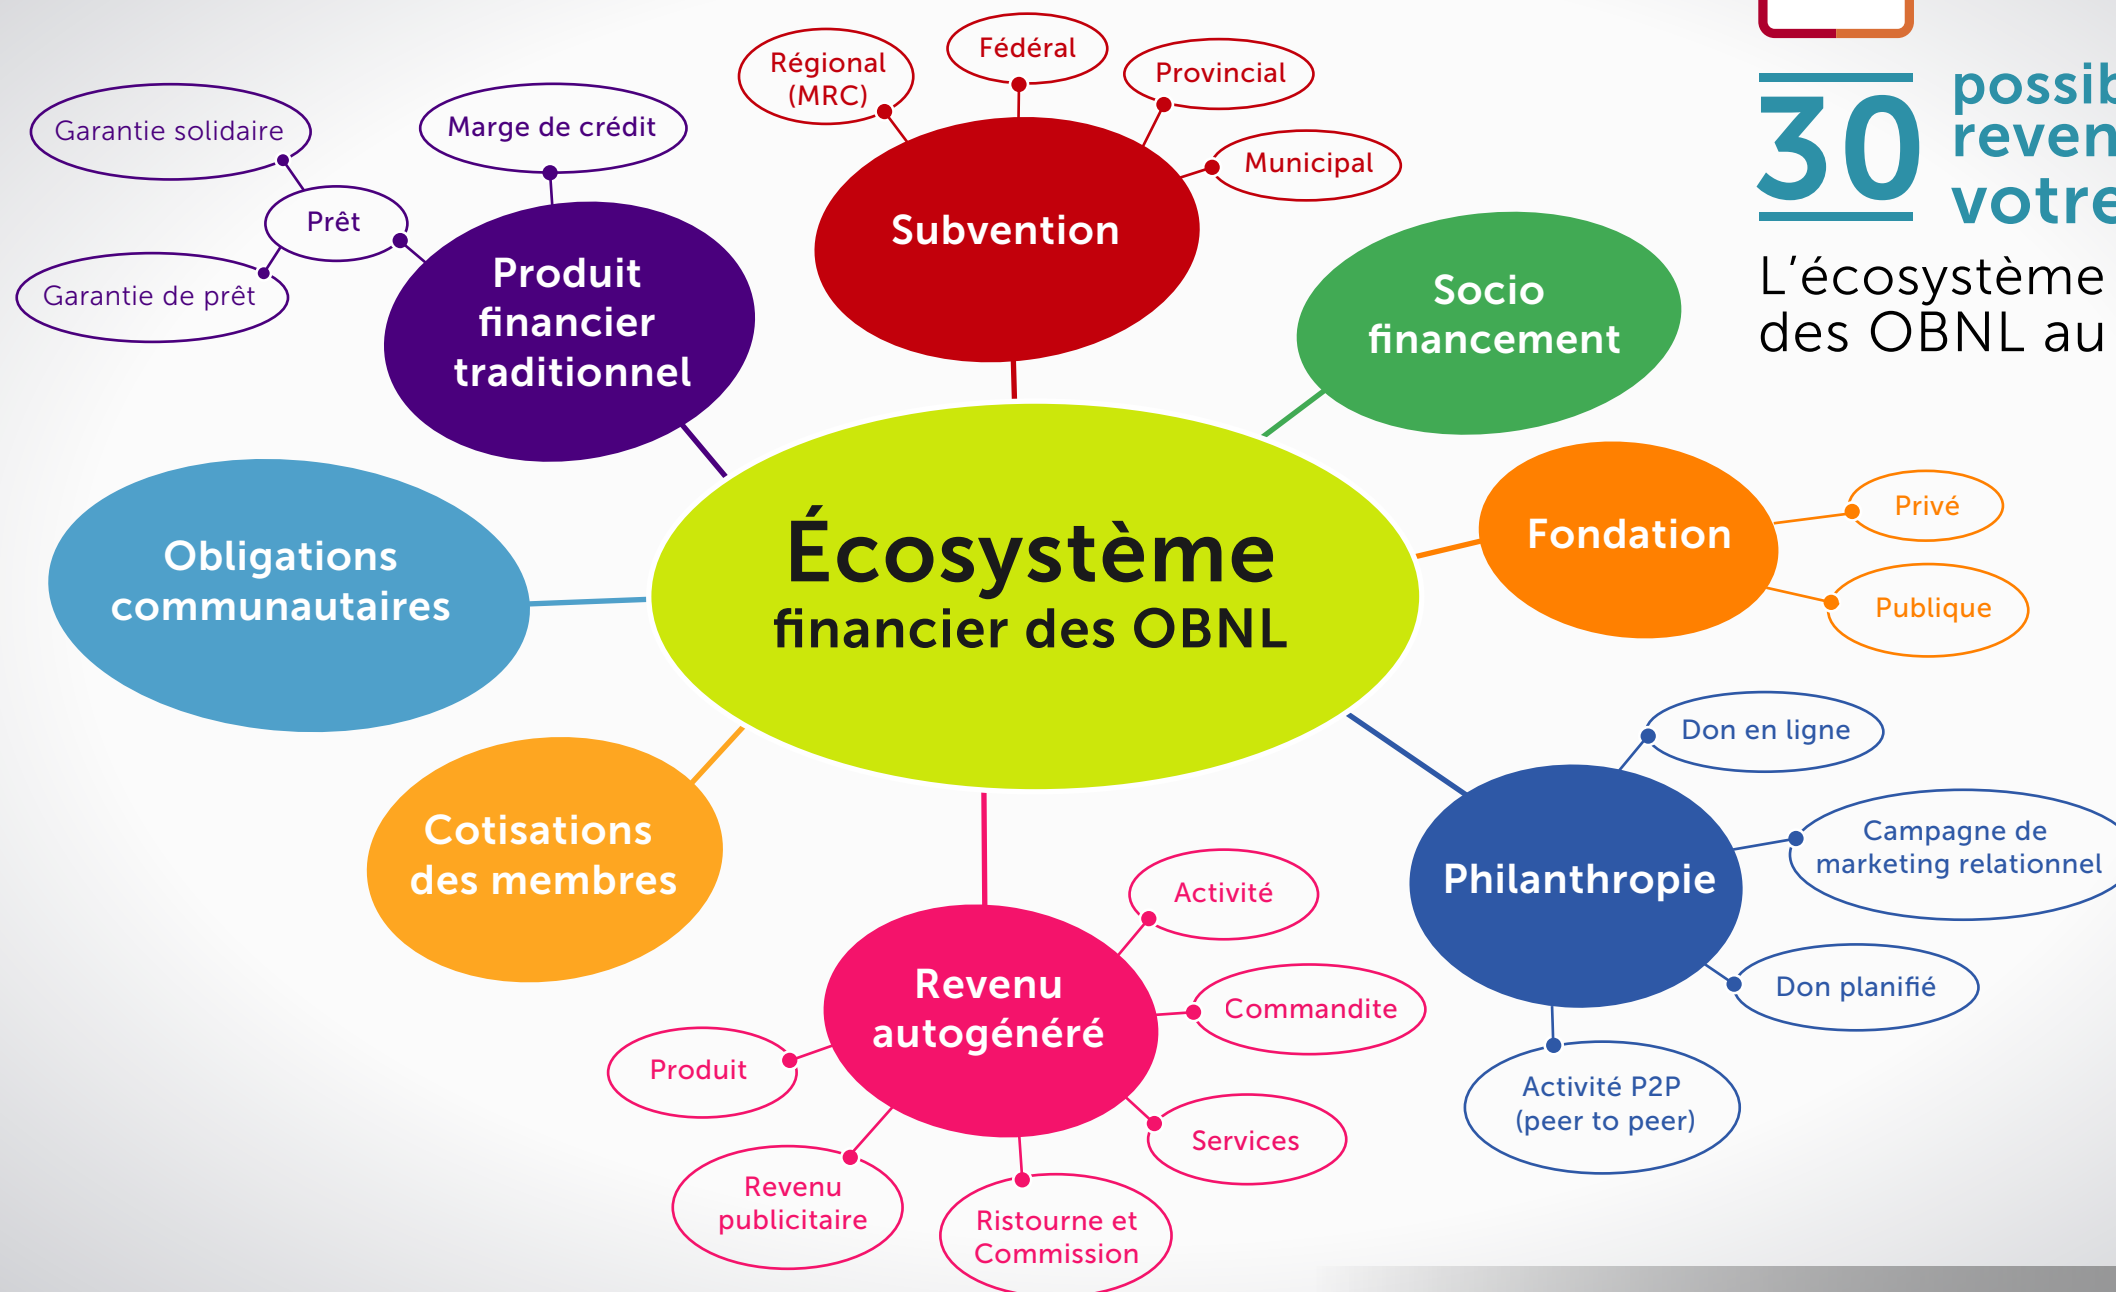 Régional
(MRC)
Fédéral
Provincial
Municipal
Subvention
Garantie solidaire
Marge de crédit
Prêt
Garantie de prêt
Produit
financier
traditionnel
Socio
financement
30
votre
L'écosystème
des OBNL au
Obligations
communautaires
Écosystème
financier des OBNL
Fondation
Privé
Publique
Cotisations
des membres
Philanthropie
Don en ligne
Campagne de
marketing relationnel
Don planifié
Activité P2P
(peer to peer)
Revenu
autogénéré
Activité
Commandite
Services
Ristourne et
Commission
Revenu
publicitaire
Produit